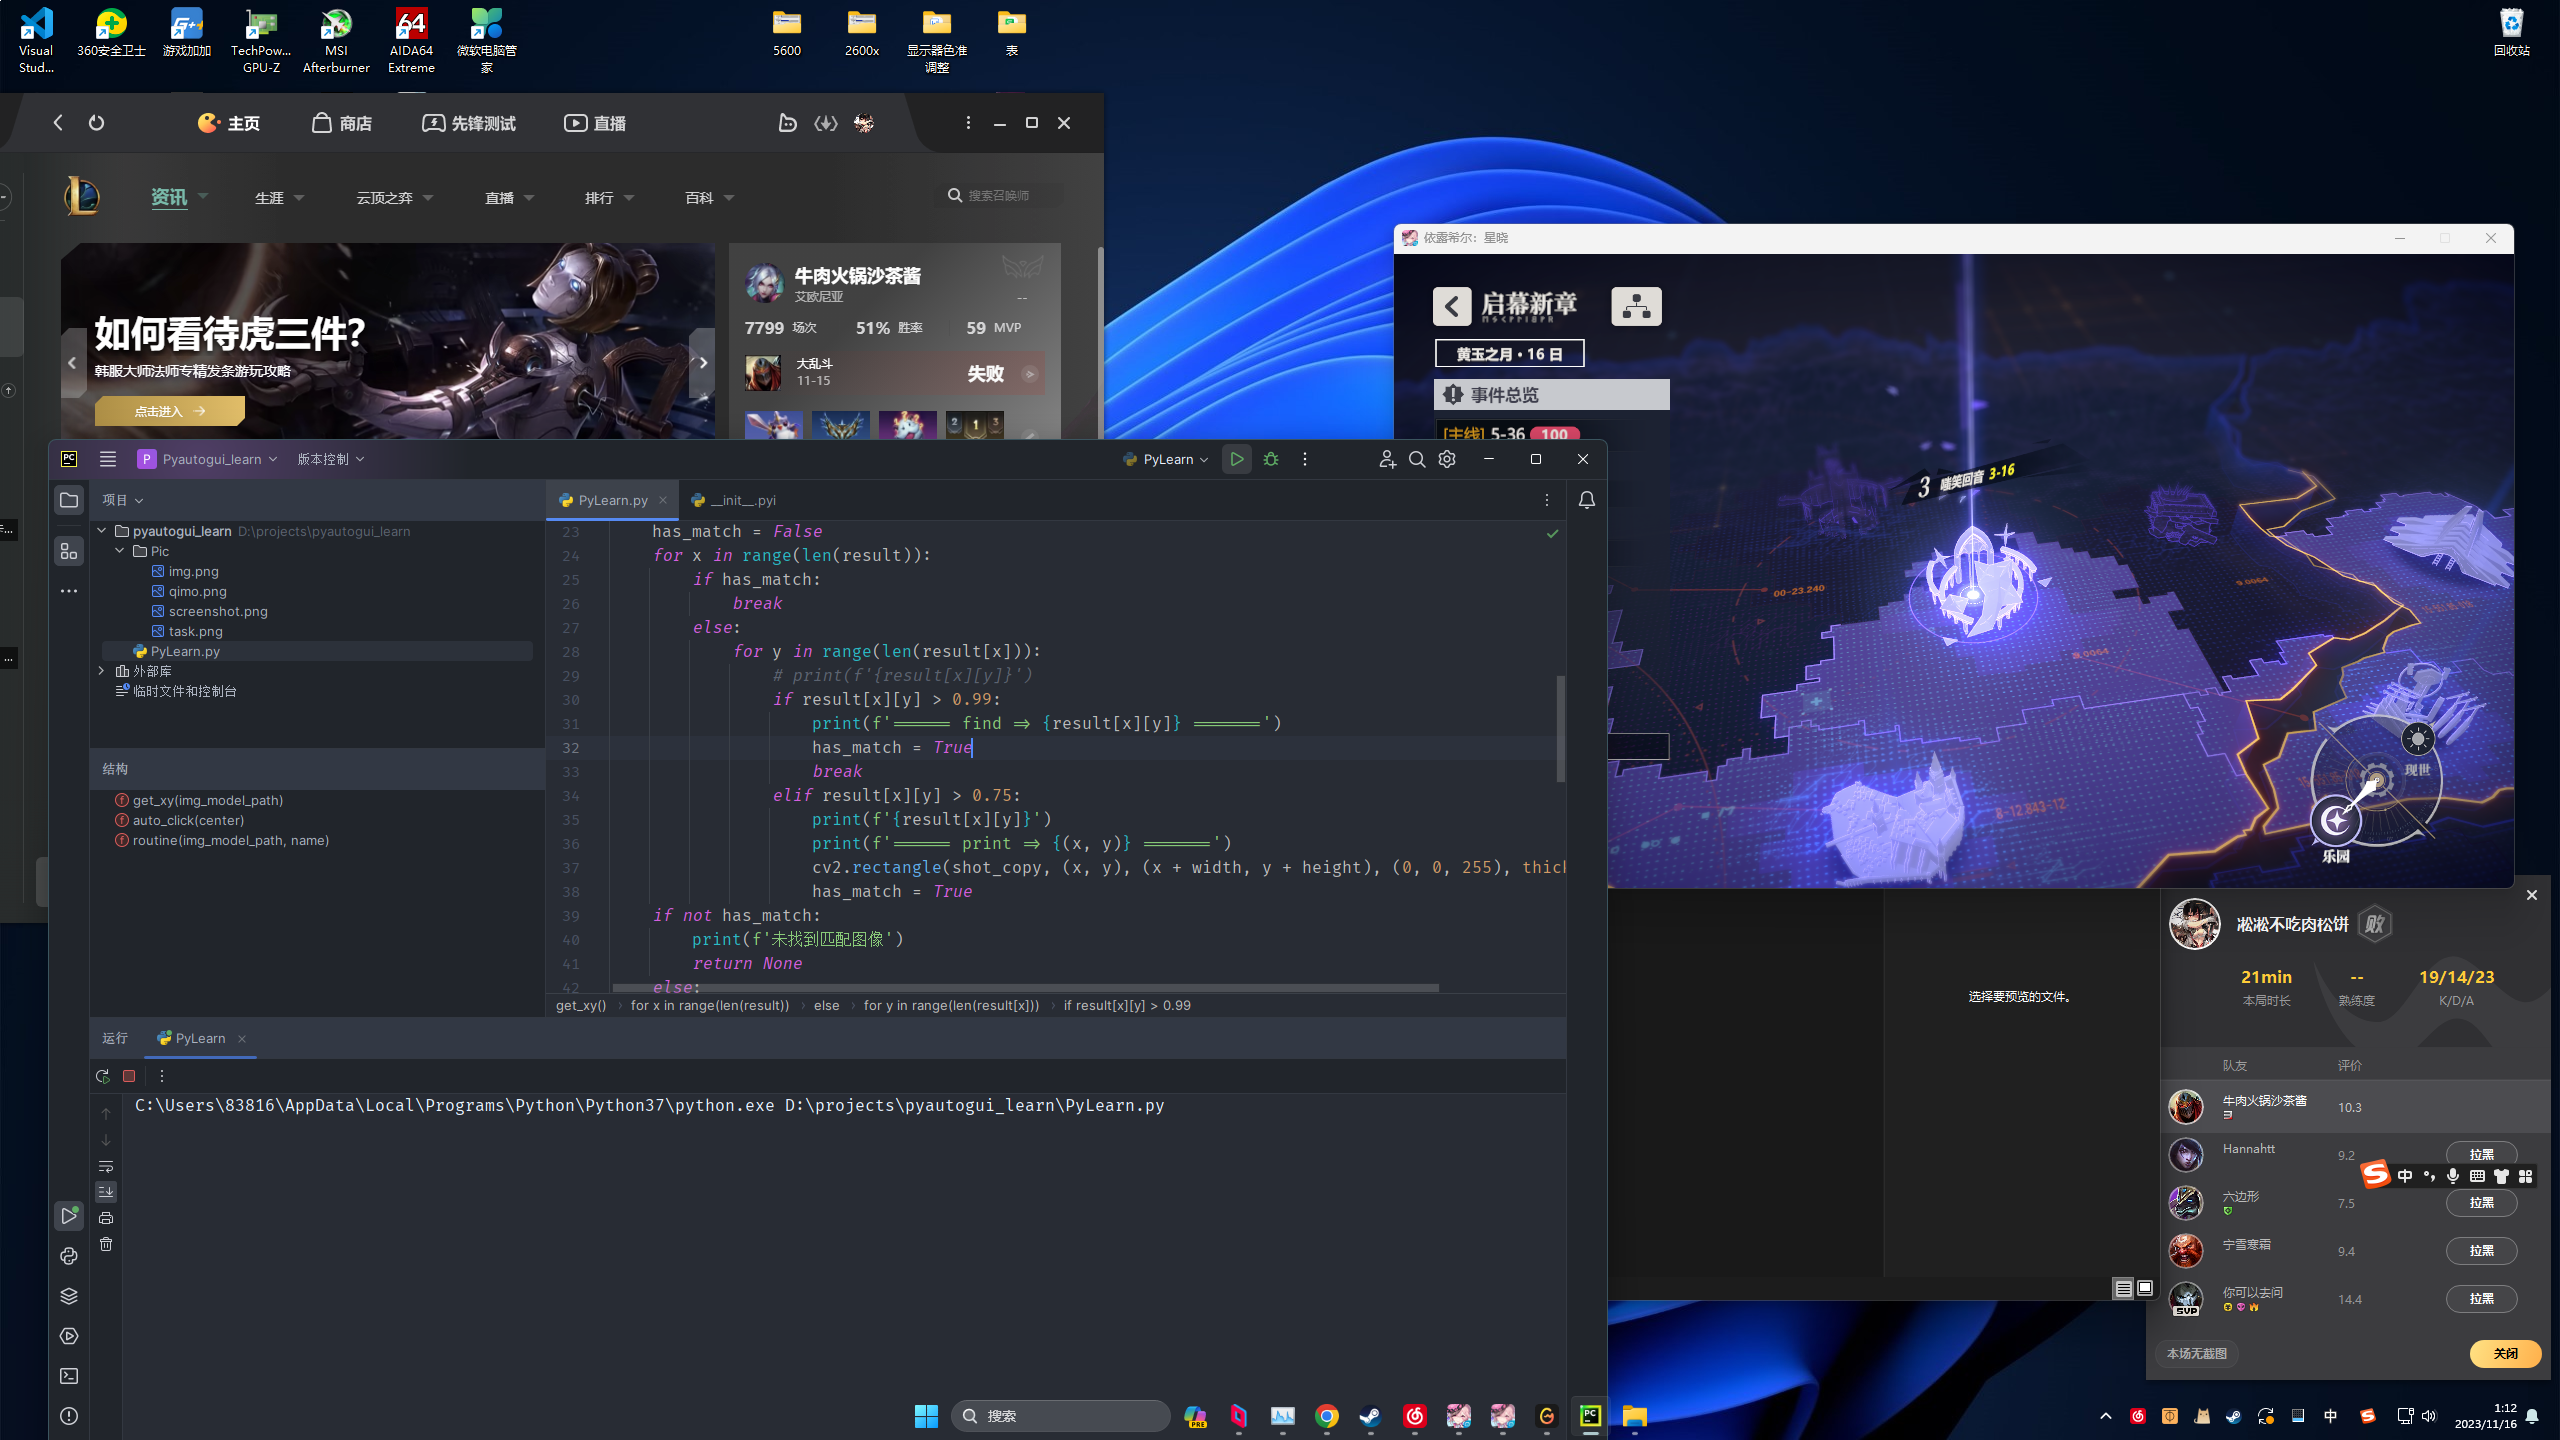 Visual Stud...
360安全卫士
游戏加加
TechPow... GPU-Z
MSI Afterburner
AIDA64 Extreme
微软电脑管家
5600
2600x
显示器色准调整
表
回收站
主页
商店
先锋测试
直播
资讯
生涯
云顶之弈
直播
排行
百科
搜索召唤师
如何看待虎三件?
韩服大师法师专精发条游玩攻略
点击进入
牛肉火锅沙茶酱
艾欧尼亚
--
7799 场次
51% 胜率
59 MVP
大乱斗
11-15
失败
依露希尔：星晓
启幕新章
黄玉之月·16 日
事件总览
[主线] 5-36 100
3 嗤笑回音 3-16
00-23.240
现世
乐园
Pyautogui_learn
版本控制
PyLearn
项目
pyautogui_learn D:\projects\pyautogui_learn
Pic
img.png
qimo.png
screenshot.png
task.png
PyLearn.py
外部库
临时文件和控制台
结构
get_xy(img_model_path)
auto_click(center)
routine(img_model_path, name)
PyLearn.py
__init__.pyi
23 has_match = False
24 for x in range(len(result)):
25 if has_match:
26 break
27 else:
28 for y in range(len(result[x])):
29 # print(f'{result[x][y]}')
30 if result[x][y] > 0.99:
31 print(f'====== find => {result[x][y]} =======')
32 has_match = True
33 break
34 elif result[x][y] > 0.75:
35 print(f'{result[x][y]}')
36 print(f'====== print => {(x, y)} =======')
37 cv2.rectangle(shot_copy, (x, y), (x + width, y + height), (0, 0, 255), thick
38 has_match = True
39 if not has_match:
40 print(f'未找到匹配图像')
41 return None
42 else:
get_xy() › for x in range(len(result)) › else › for y in range(len(result[x])) › if result[x][y] > 0.99
运行
PyLearn
C:\Users\83816\AppData\Local\Programs\Python\Python37\python.exe D:\projects\pyautogui_learn\PyLearn.py
选择要预览的文件。
凇凇不吃肉松饼 败
21min
--
19/14/23
本局时长
熟练度
K/D/A
队友
评价
牛肉火锅沙茶酱
10.3
Hannahtt
9.2
拉黑
中
六边形
7.5
拉黑
宁雪寒霜
9.4
拉黑
你可以去问
SVP
14.4
拉黑
本场无截图
关闭
搜索
中
1:12
2023/11/16